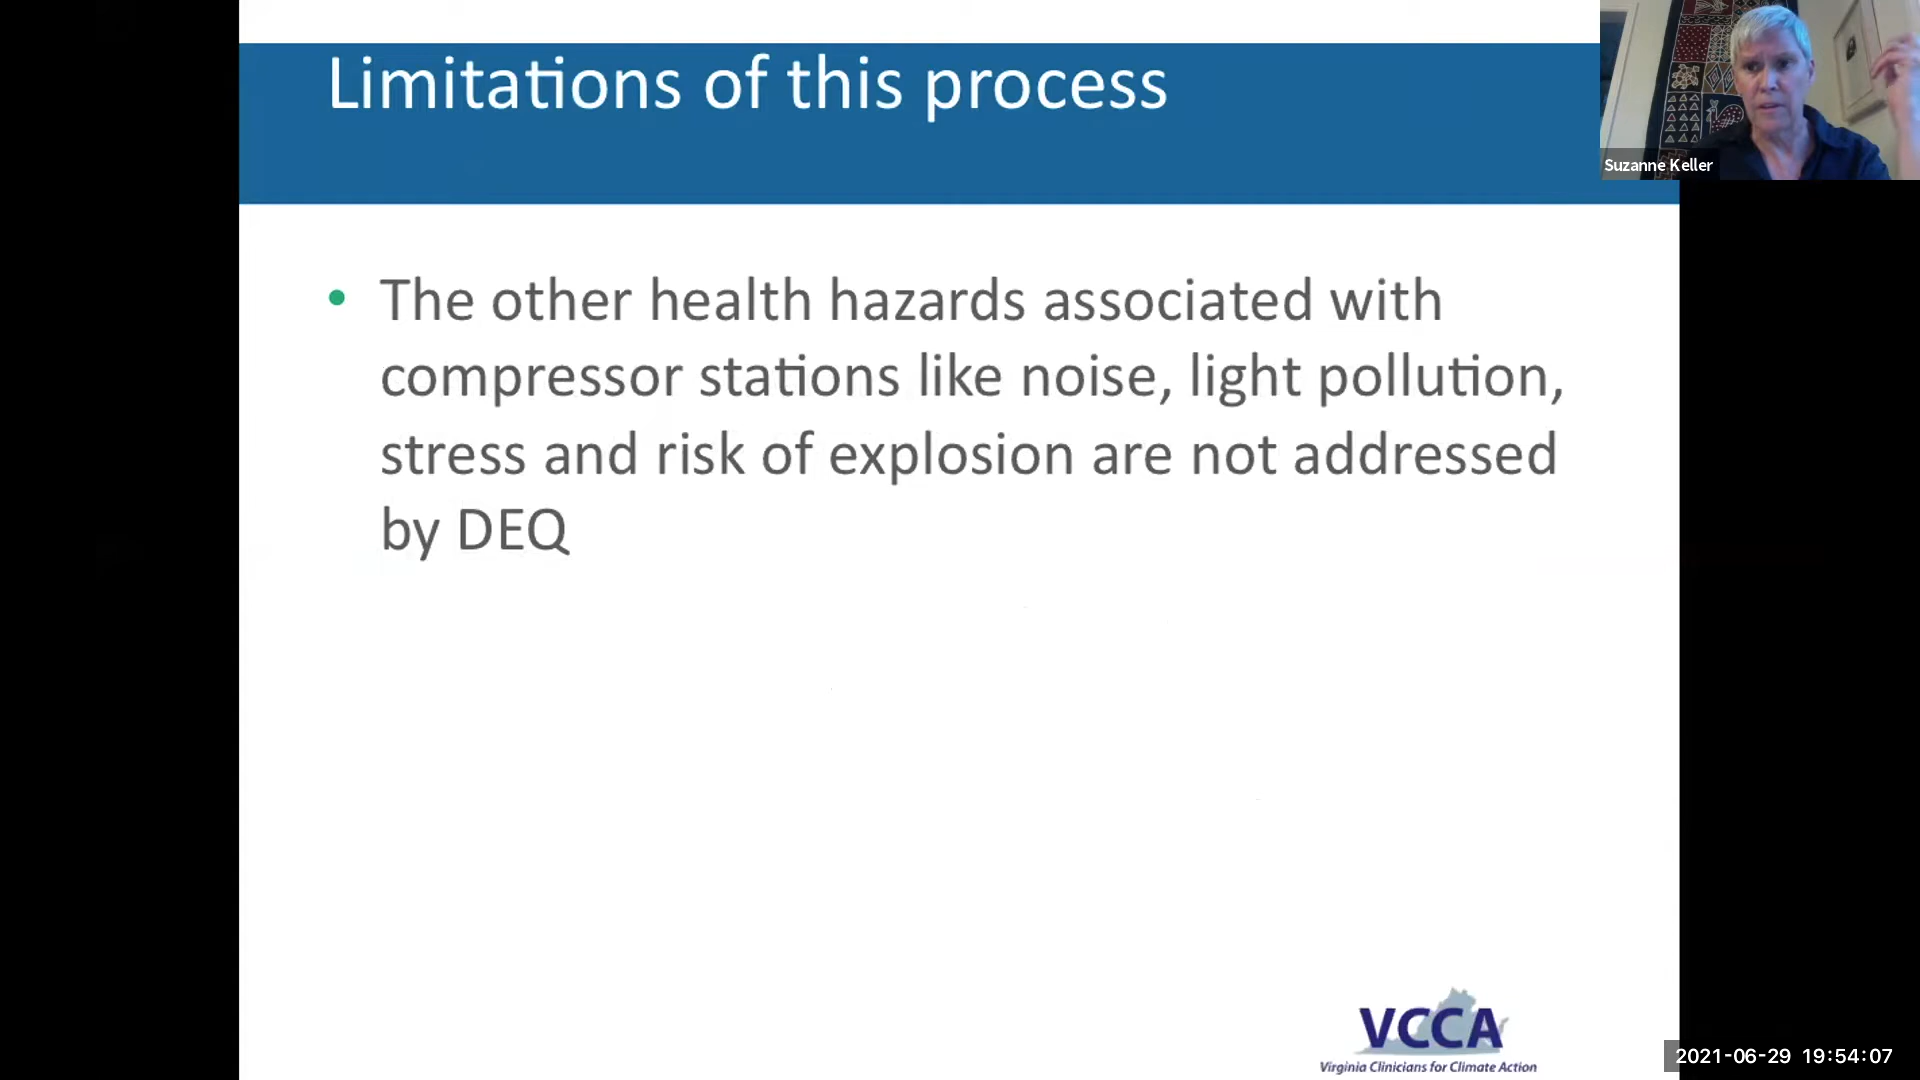 Limitations of this process
Suzanne Keller
• The other health hazards associated with
compressor stations like noise, light pollution,
stress and risk of explosion are not addressed
by DEQ
VCCA
Virginia Clinicians for Climate Action
2021-06-29 19:54:07